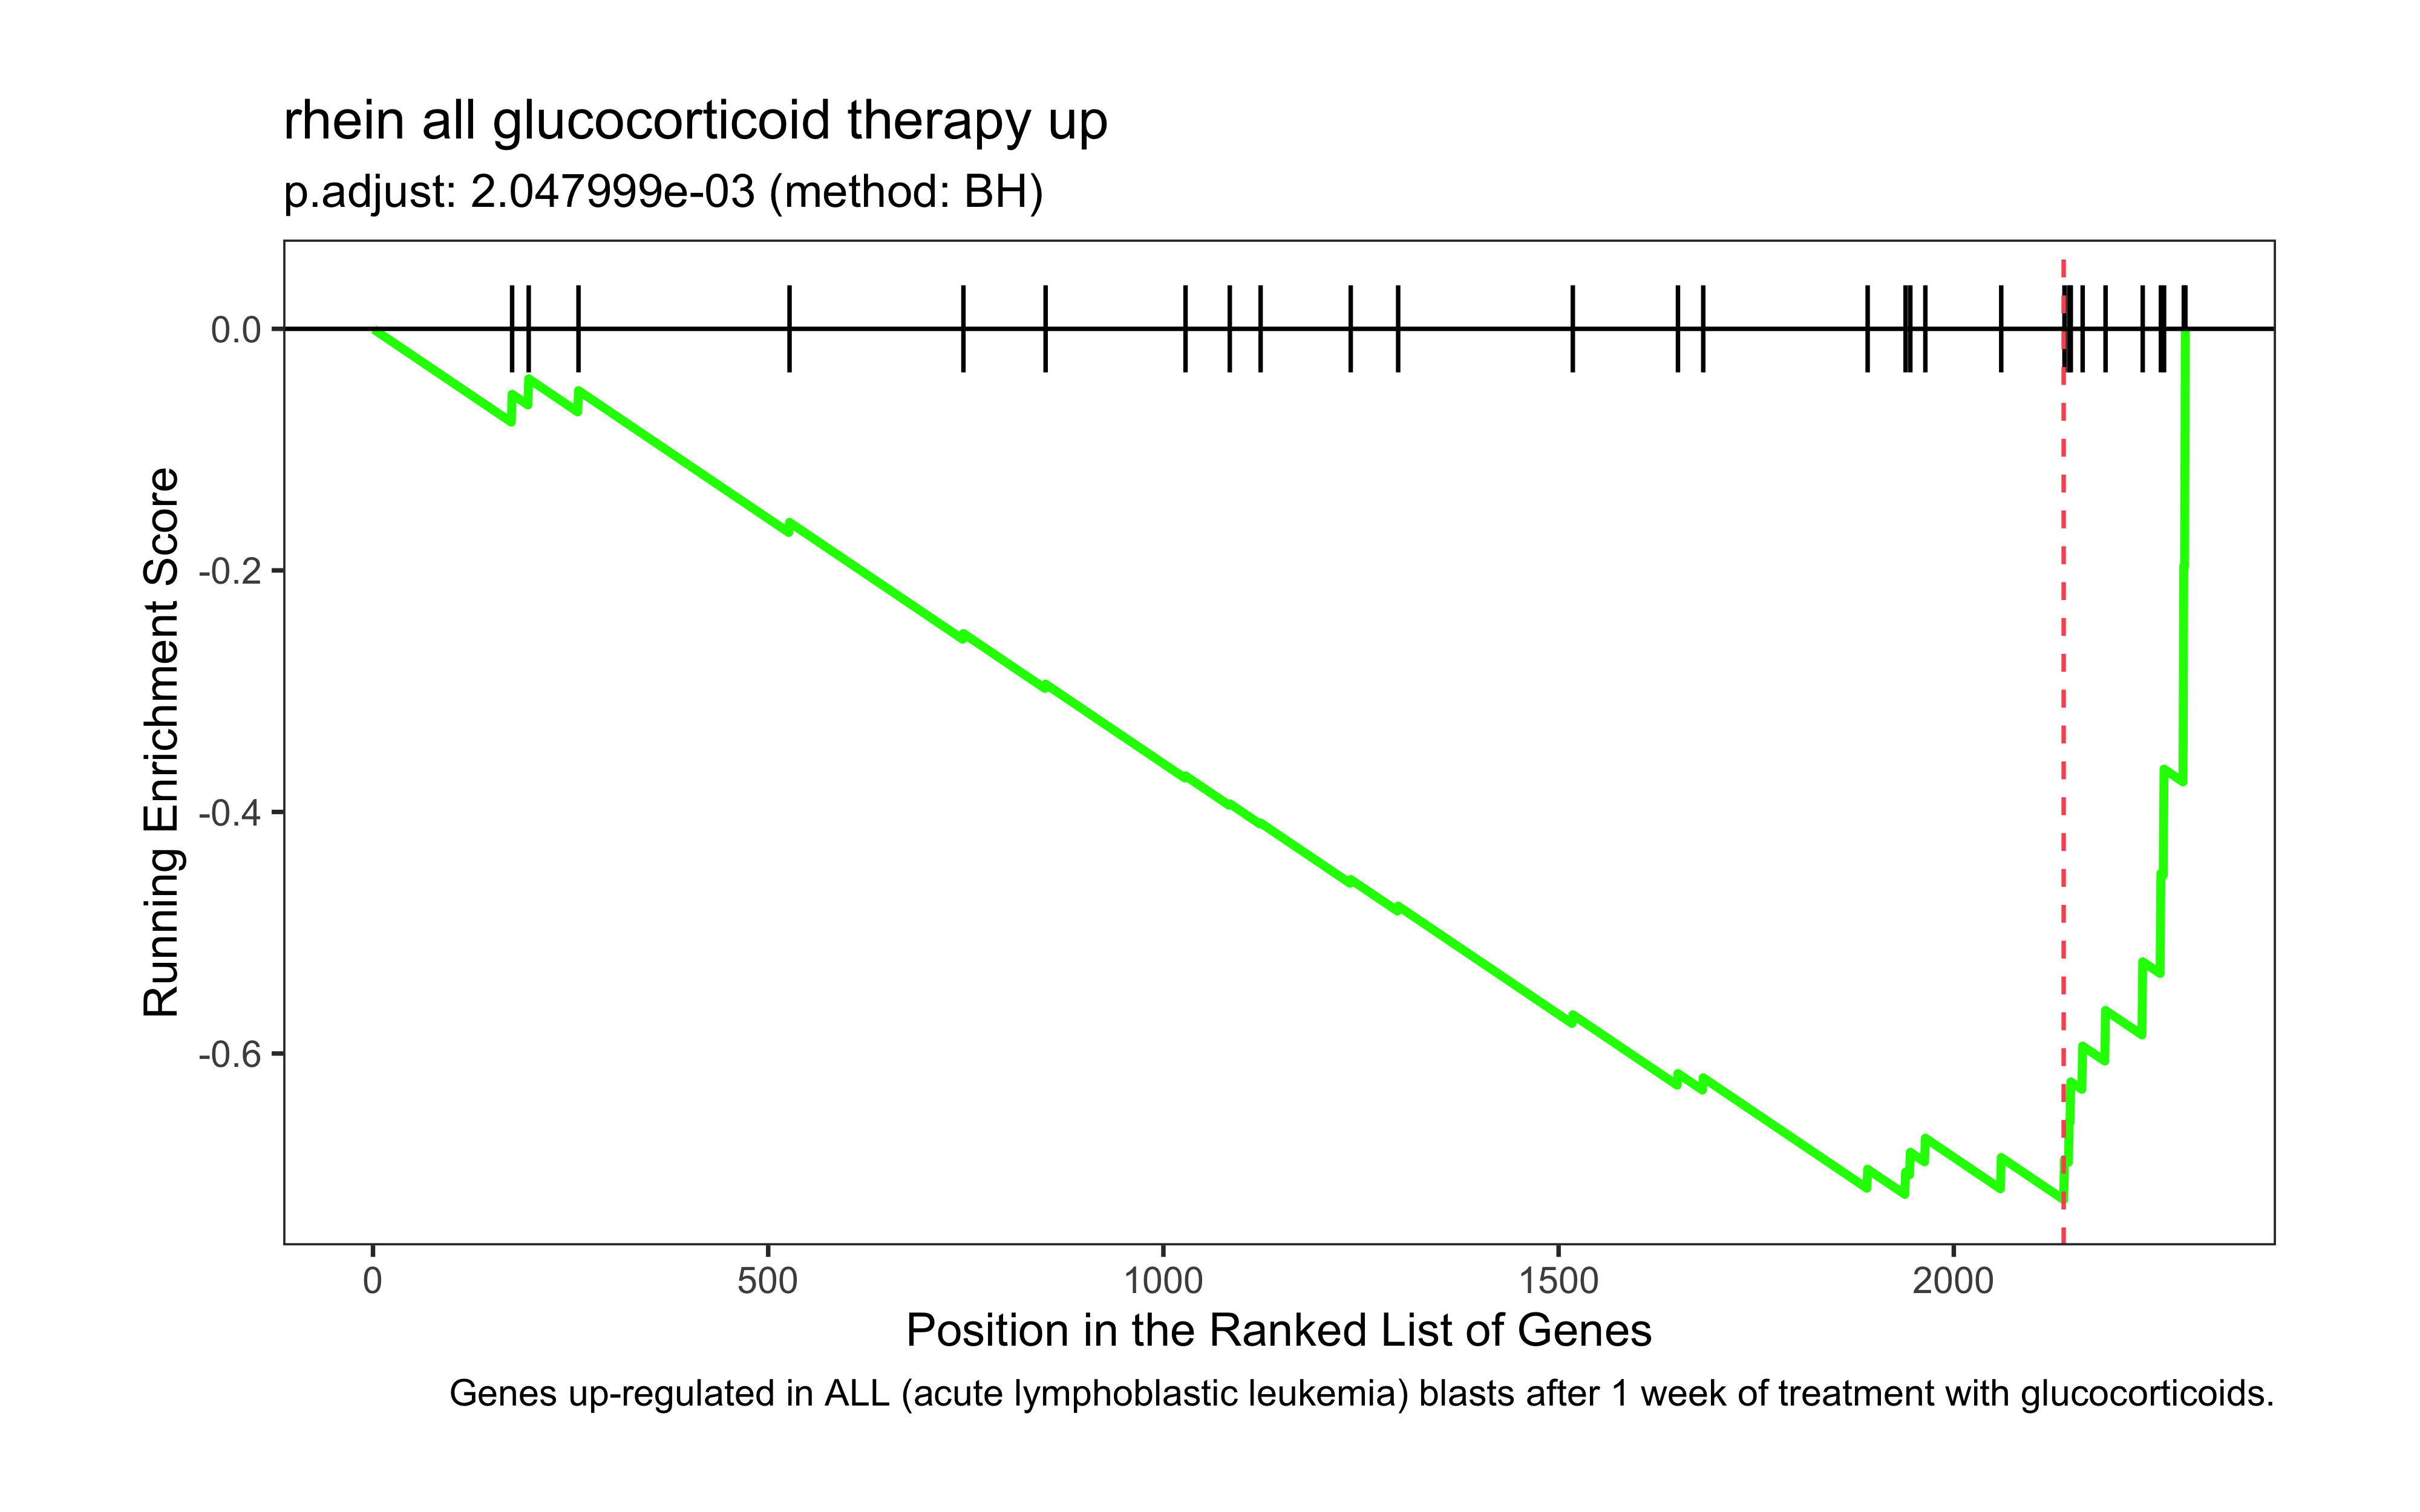 rhein all glucocorticoid therapy up
p.adjust: 2.047999e-03 (method: BH)
Running Enrichment Score
0.0
-0.2
-0.4
-0.6
0
500
1000
1500
2000
Position in the Ranked List of Genes
Genes up-regulated in ALL (acute lymphoblastic leukemia) blasts after 1 week of treatment with glucocorticoids.